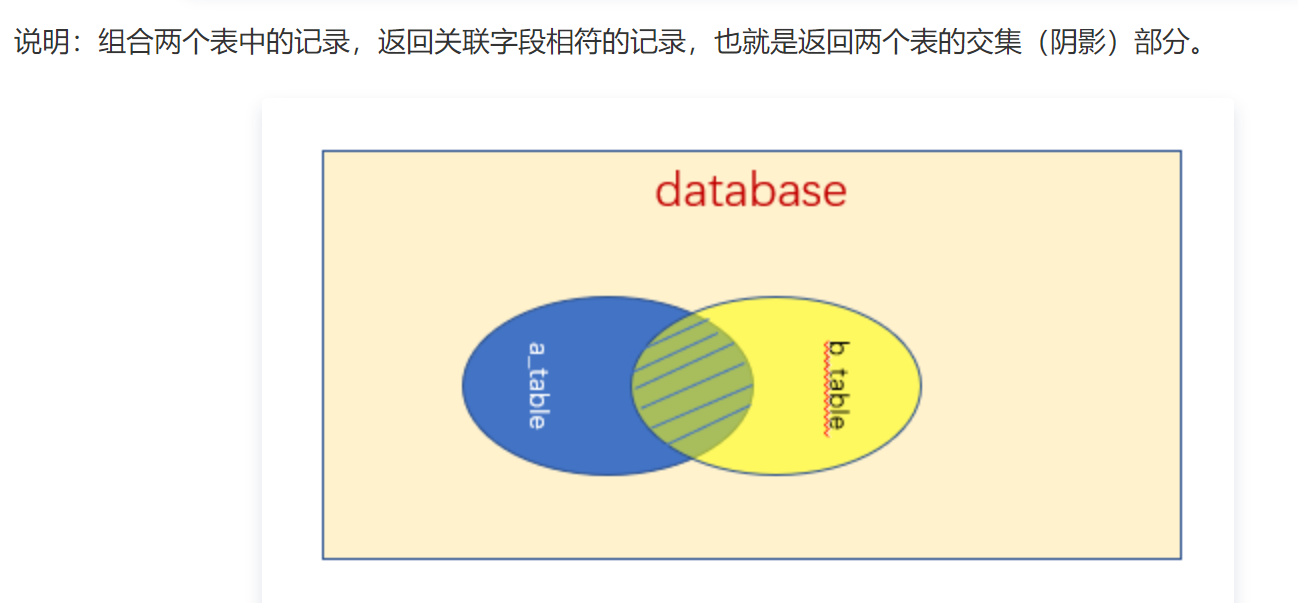 说明：组合两个表中的记录，返回关联字段相符的记录，也就是返回两个表的交集（阴影）部分。
database
a_table
b_table